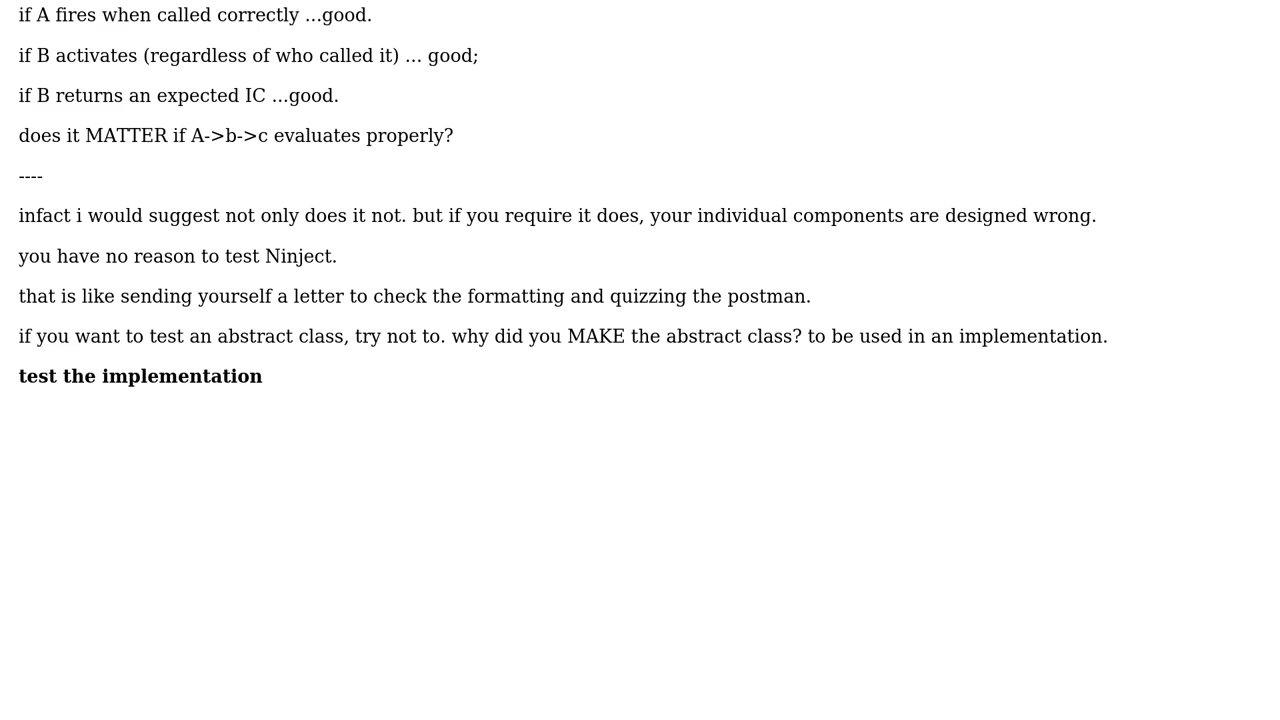 if A fires when called correctly ...good.
if B activates (regardless of who called it) ... good;
if B returns an expected IC ...good.
does it MATTER if A->b->c evaluates properly?
----
infact i would suggest not only does it not. but if you require it does, your individual components are designed wrong.
you have no reason to test Ninject.
that is like sending yourself a letter to check the formatting and quizzing the postman.
if you want to test an abstract class, try not to. why did you MAKE the abstract class? to be used in an implementation.
test the implementation